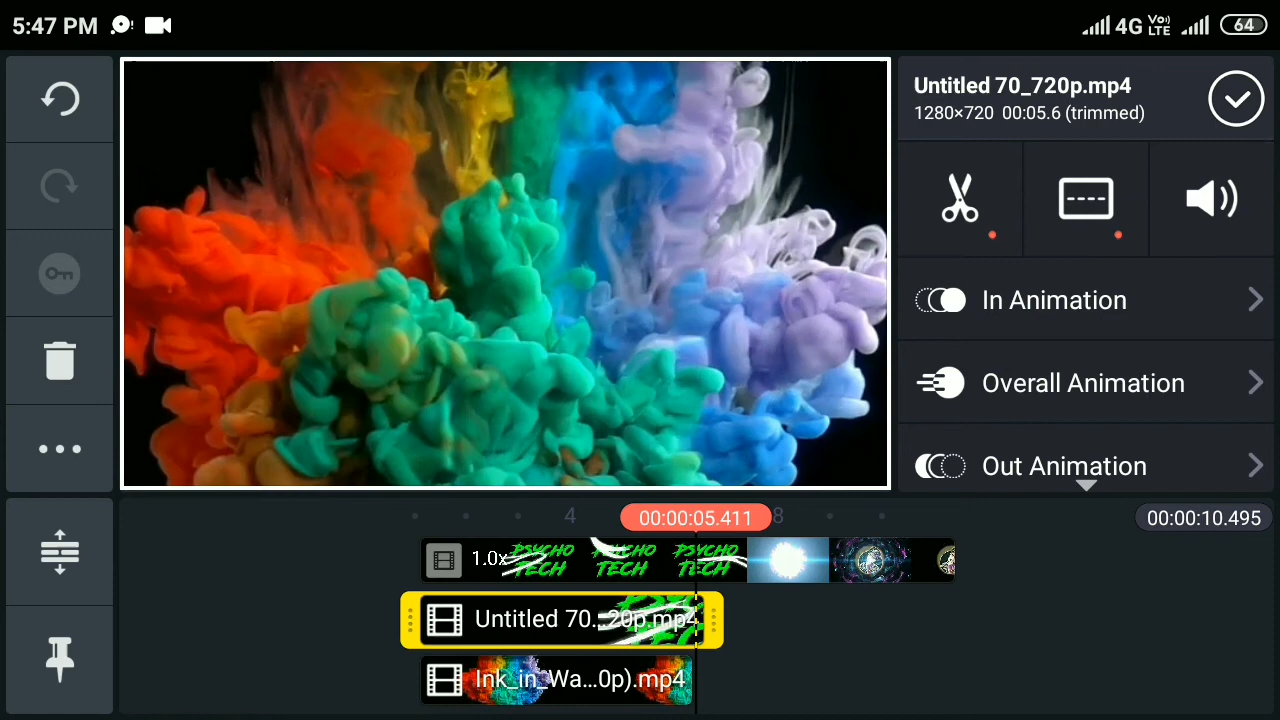 5:47 PM
4G VoLTE 64
Untitled 70_720p.mp4
1280×720 00:05.6 (trimmed)
In Animation
Overall Animation
Out Animation
4
00:00:05.411
8
00:00:10.495
1.0x
PSYCHO TECH PSYCHO TECH PSYCHO TECH
Untitled 70...20p.mp4
Ink_in_Wa...0p).mp4